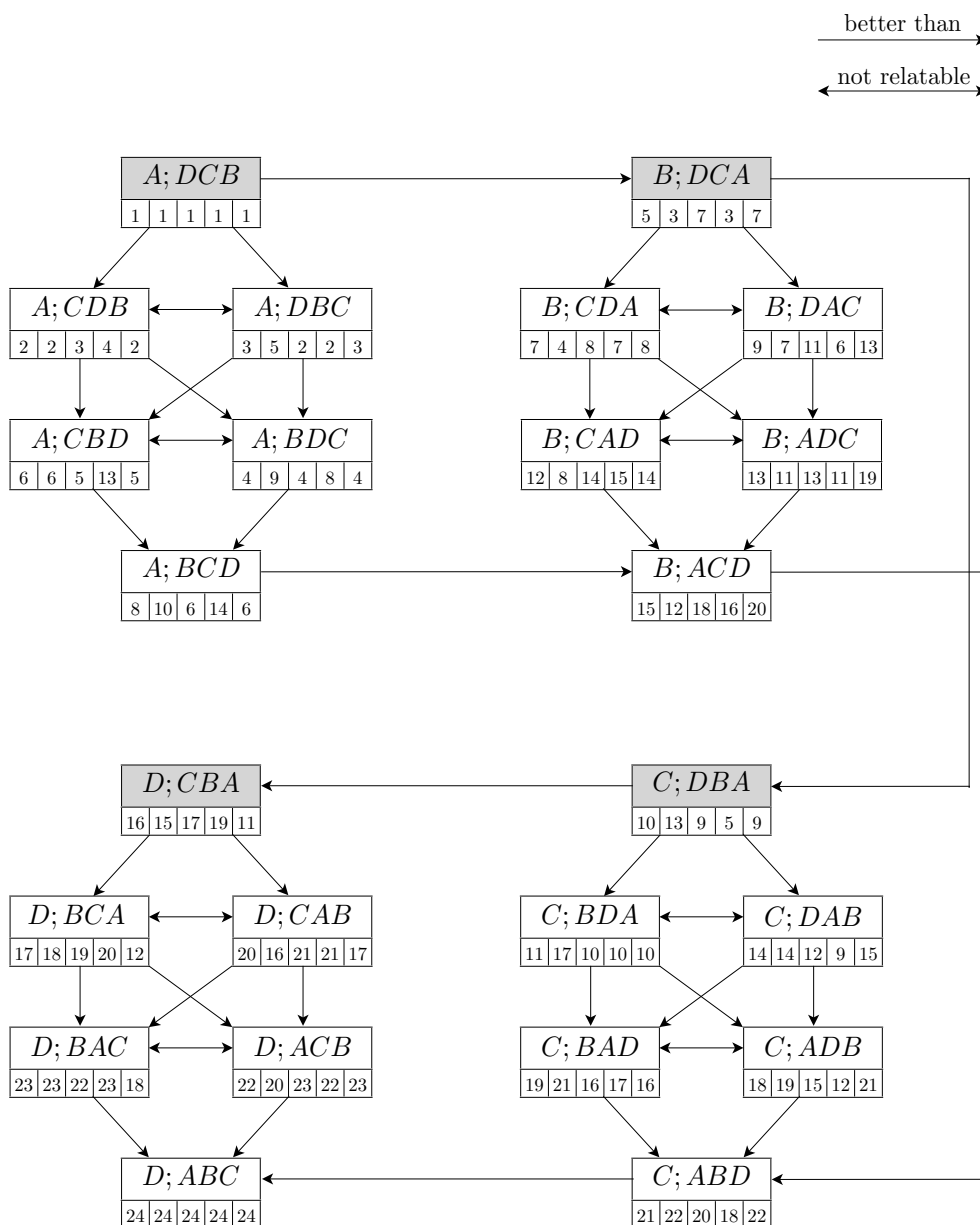 better than
not relatable
A; DCB B; DCA
1 1 1 1 1 5 3 7 3 7
A; CDB A; DBC B; CDA B; DAC
2 2 3 4 2 3 5 2 2 3 7 4 8 7 8 9 7 11 6 13
A; CBD A; BDC B; CAD B; ADC
6 6 5 13 5 4 9 4 8 4 12 8 14 15 14 13 11 13 11 19
A; BCD B; ACD
8 10 6 14 6 15 12 18 16 20
D; CBA C; DBA
16 15 17 19 11 10 13 9 5 9
D; BCA D; CAB C; BDA C; DAB
17 18 19 20 12 20 16 21 21 17 11 17 10 10 10 14 14 12 9 15
D; BAC D; ACB C; BAD C; ADB
23 23 22 23 18 22 20 23 22 23 19 21 16 17 16 18 19 15 12 21
D; ABC C; ABD
24 24 24 24 24 21 22 20 18 22